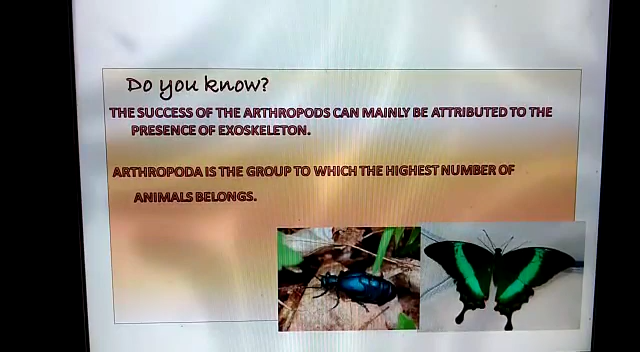 Do you know?
THE SUCCESS OF THE ARTHROPODS CAN MAINLY BE ATTRIBUTED TO THE
PRESENCE OF EXOSKELETON.
ARTHROPODA IS THE GROUP TO WHICH THE HIGHEST NUMBER OF
ANIMALS BELONGS.